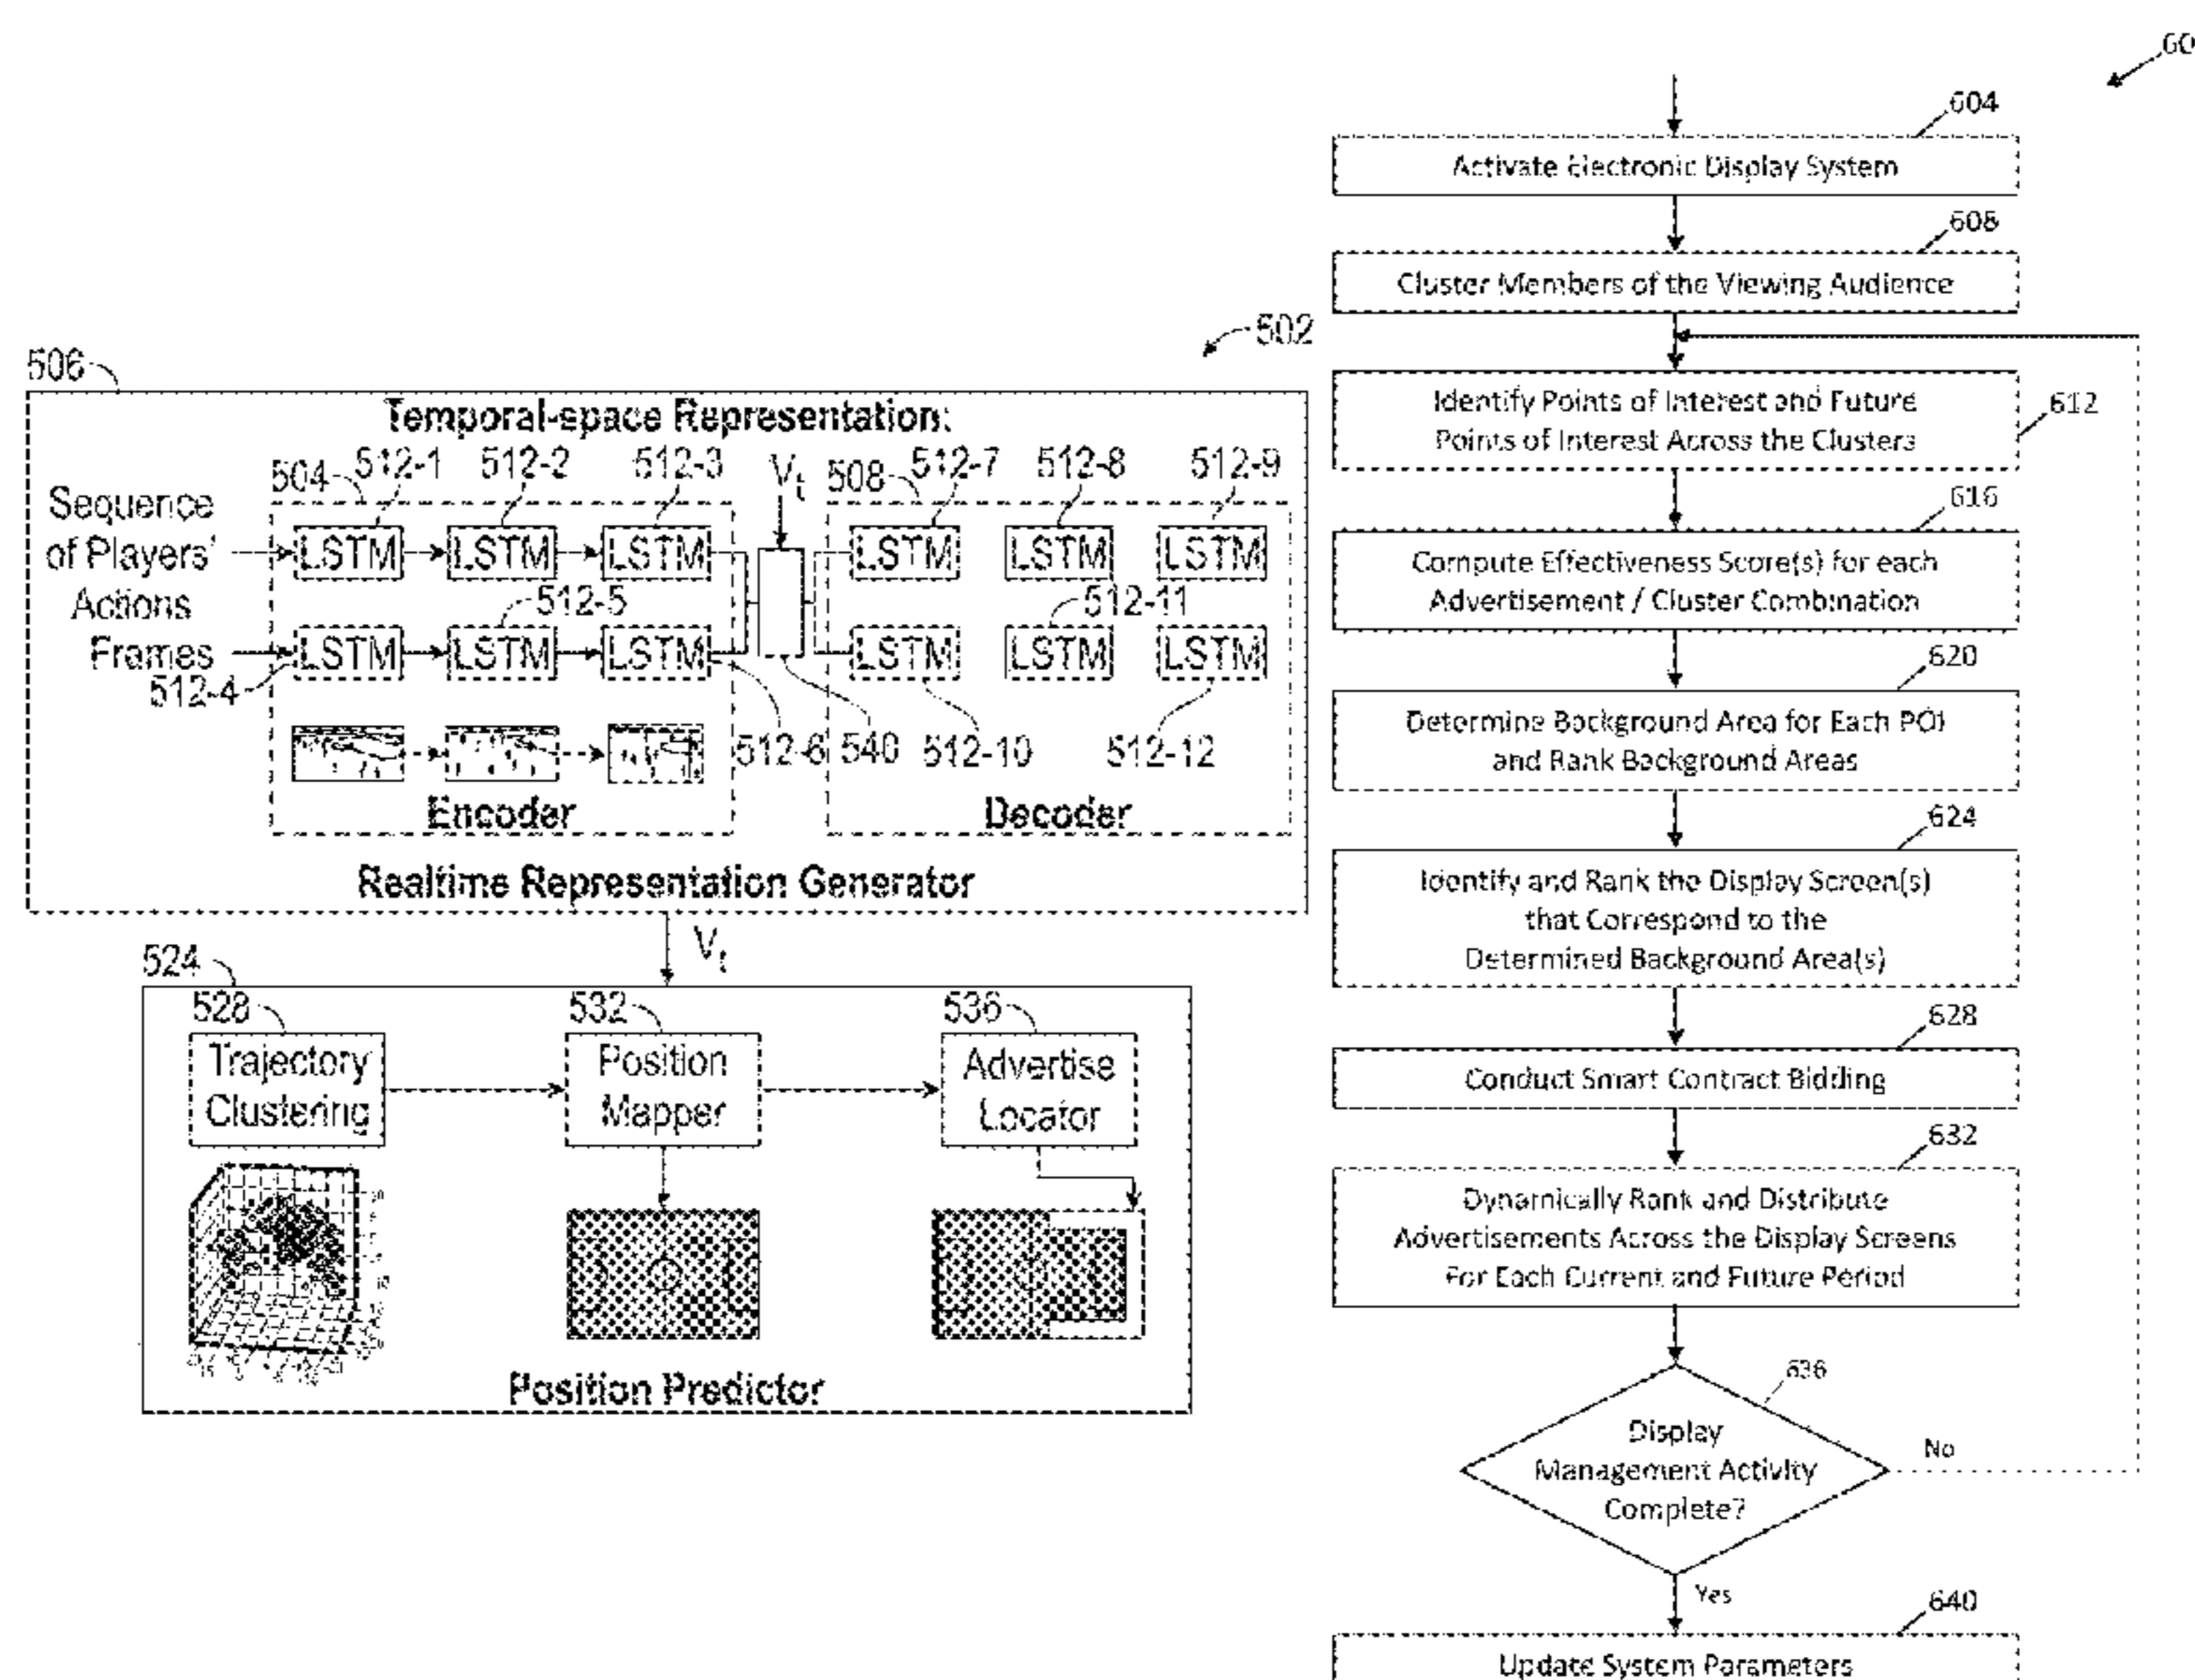 502
506
Temporal-space Representation:
504
512-1
512-2
512-3
Vt
508
512-7
512-8
512-9
Sequence
of Players'
Actions
Frames
LSTM
LSTM
LSTM
LSTM
LSTM
LSTM
512-5
512-11
LSTM
LSTM
LSTM
LSTM
LSTM
LSTM
512-4
512-6
540
512-10
512-12
Encoder
Decoder
Realtime Representation Generator
Vt
524
528
532
536
Trajectory
Clustering
Position
Mapper
Advertise
Locator
Position Predictor
60
604
Activate Electronic Display System
608
Cluster Members of the Viewing Audience
612
Identify Points of Interest and Future
Points of Interest Across the Clusters
616
Compute Effectiveness Score(s) for each
Advertisement / Cluster Combination
620
Determine Background Area for Each POI
and Rank Background Areas
624
Identify and Rank the Display Screen(s)
that Correspond to the
Determined Background Area(s)
628
Conduct Smart Contract Bidding
632
Dynamically Rank and Distribute
Advertisements Across the Display Screens
For Each Current and Future Period
636
Display
Management Activity
Complete?
No
Yes
640
Update System Parameters